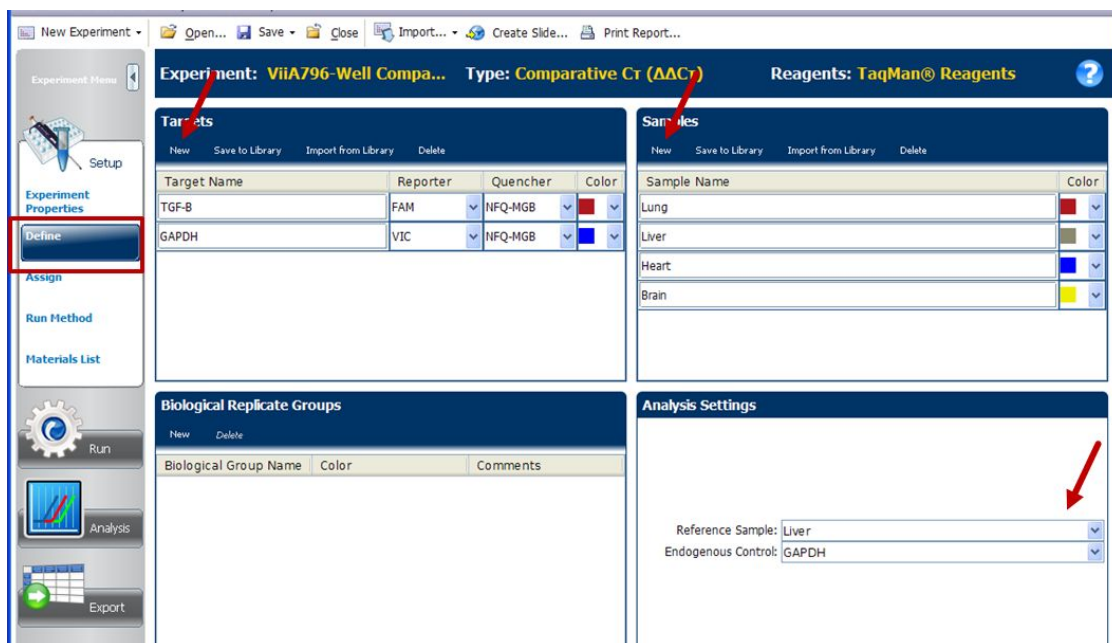 New Experiment Open... Save Close Import... Create Slide... Print Report...
Experiment Menu
Experiment: ViiA796-Well Compa... Type: Comparative Cт (ΔΔCт) Reagents: TaqMan® Reagents ?
Setup
Experiment Properties
Define
Assign
Run Method
Materials List
Run
Analysis
Export
Targets
New Save to Library Import from Library Delete
Target Name Reporter Quencher Color
TGF-B FAM NFQ-MGB
GAPDH VIC NFQ-MGB
Samples
New Save to Library Import from Library Delete
Sample Name Color
Lung
Liver
Heart
Brain
Biological Replicate Groups
New Delete
Biological Group Name Color Comments
Analysis Settings
Reference Sample: Liver
Endogenous Control: GAPDH